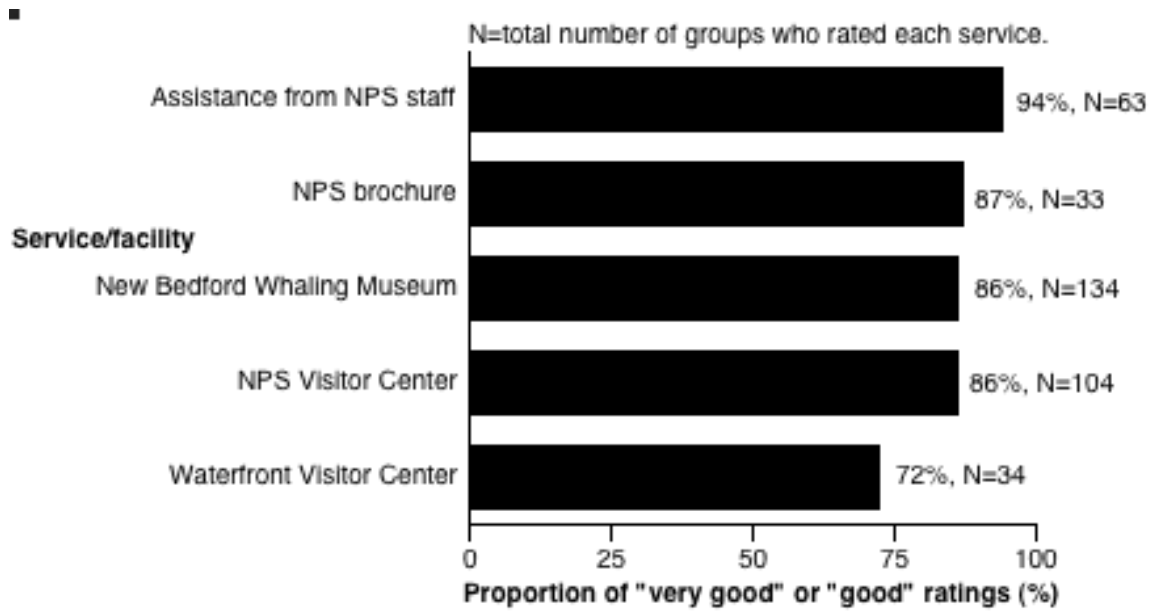 N=total number of groups who rated each service.
Assistance from NPS staff
94%, N=63
NPS brochure
87%, N=33
Service/facility
New Bedford Whaling Museum
86%, N=134
NPS Visitor Center
86%, N=104
Waterfront Visitor Center
72%, N=34
0 25 50 75 100
Proportion of "very good" or "good" ratings (%)